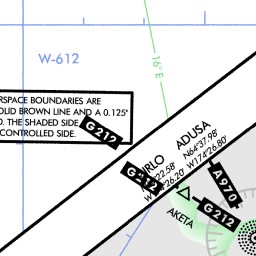 W-612
16° E
RSPACE BOUNDARIES ARE
OLID BROWN LINE AND A 0.125"
D. THE SHADED SIDE
CONTROLLED SIDE.
G212
ADUSA
N64°37.98'
W174°26.80'
RLO
22.58'
26.20'
G212
A970
G212
AKETA